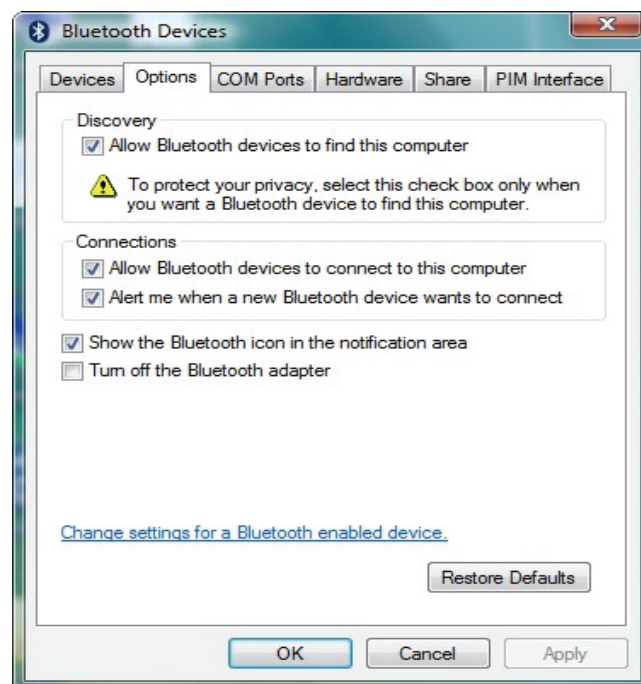 Bluetooth Devices
Devices Options COM Ports Hardware Share PIM Interface
Discovery
Allow Bluetooth devices to find this computer
To protect your privacy, select this check box only when
you want a Bluetooth device to find this computer.
Connections
Allow Bluetooth devices to connect to this computer
Alert me when a new Bluetooth device wants to connect
Show the Bluetooth icon in the notification area
Turn off the Bluetooth adapter
Change settings for a Bluetooth enabled device.
Restore Defaults
OK Cancel Apply